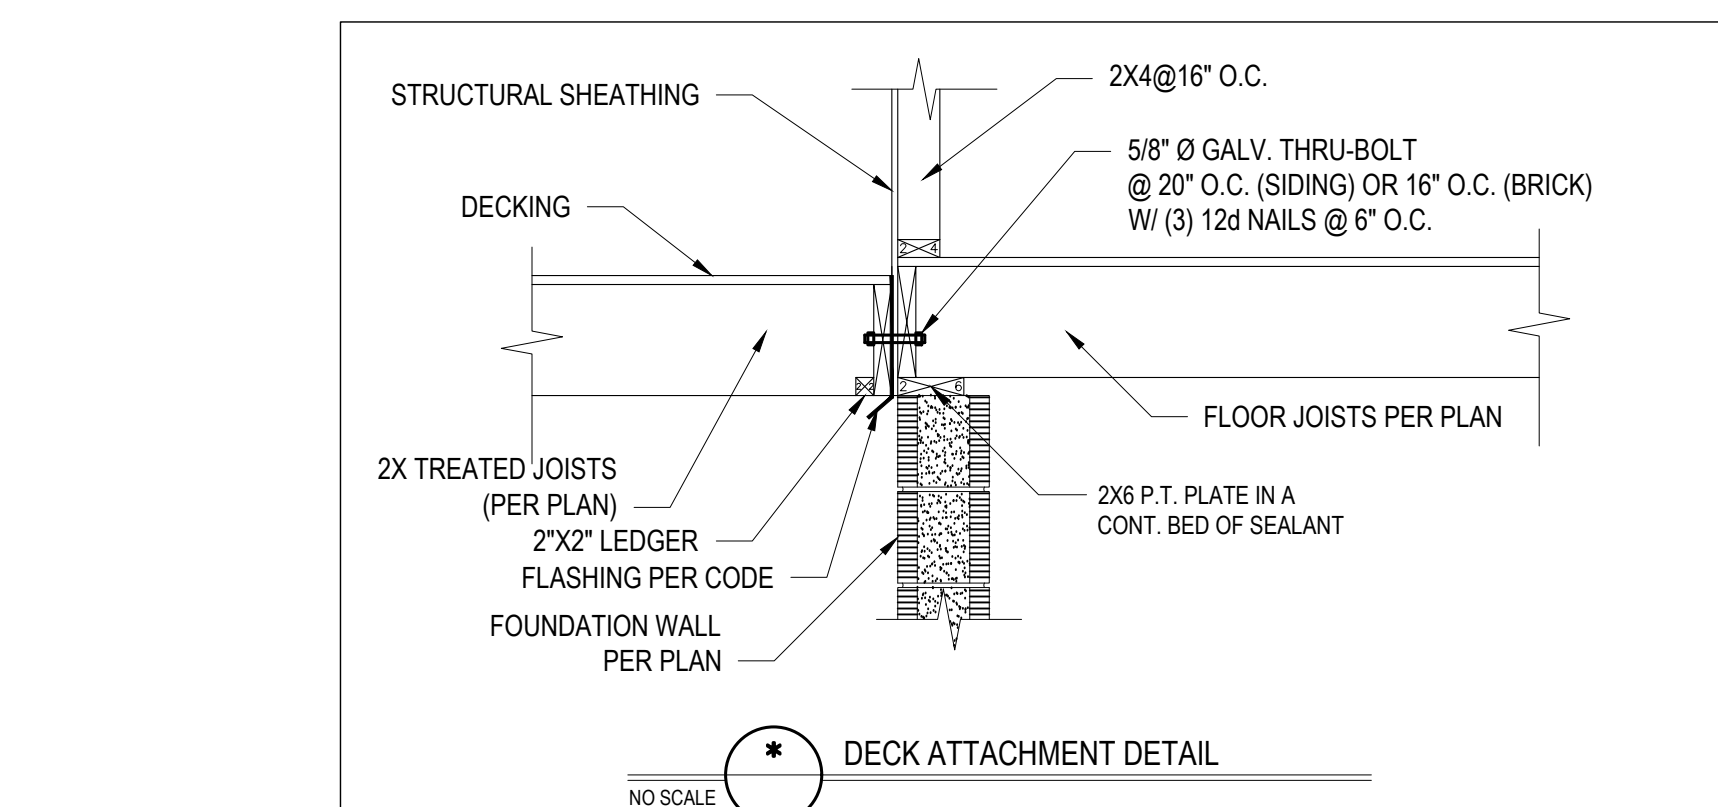 STRUCTURAL SHEATHING
2X4@16" O.C.
5/8" Ø GALV. THRU-BOLT
@ 20" O.C. (SIDING) OR 16" O.C. (BRICK)
W/ (3) 12d NAILS @ 6" O.C.
DECKING
2 4
2 2
2 6
FLOOR JOISTS PER PLAN
2X TREATED JOISTS
(PER PLAN)
2X6 P.T. PLATE IN A
CONT. BED OF SEALANT
2"X2" LEDGER
FLASHING PER CODE
FOUNDATION WALL
PER PLAN
*
DECK ATTACHMENT DETAIL
NO SCALE